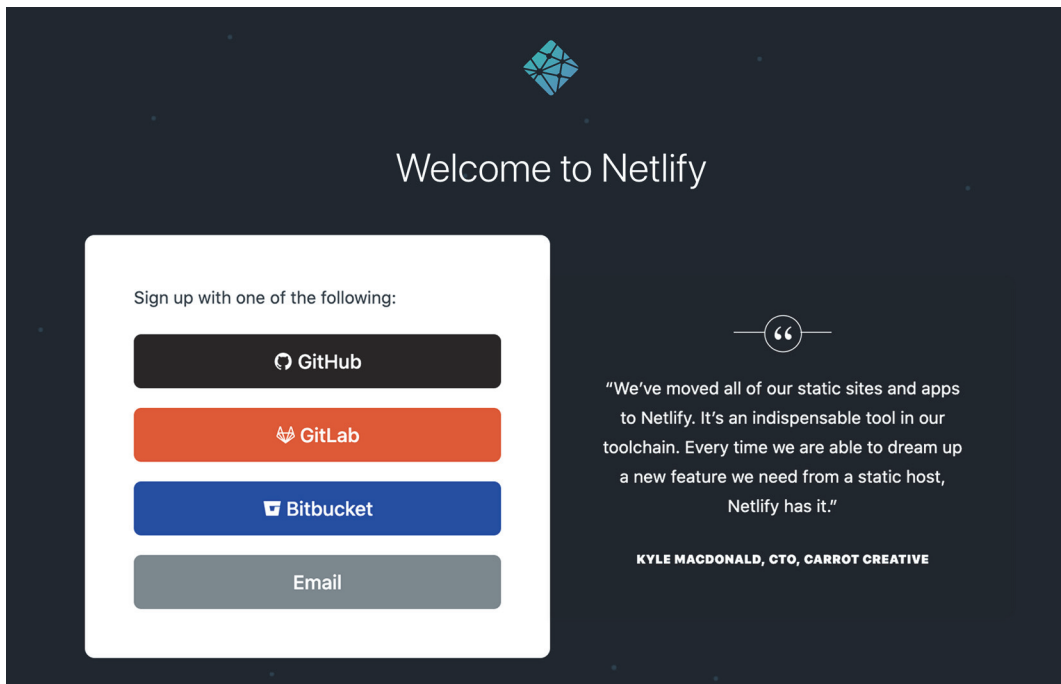 Welcome to Netlify
Sign up with one of the following:
GitHub
GitLab
Bitbucket
Email
“We’ve moved all of our static sites and apps
to Netlify. It’s an indispensable tool in our
toolchain. Every time we are able to dream up
a new feature we need from a static host,
Netlify has it.”
KYLE MACDONALD, CTO, CARROT CREATIVE